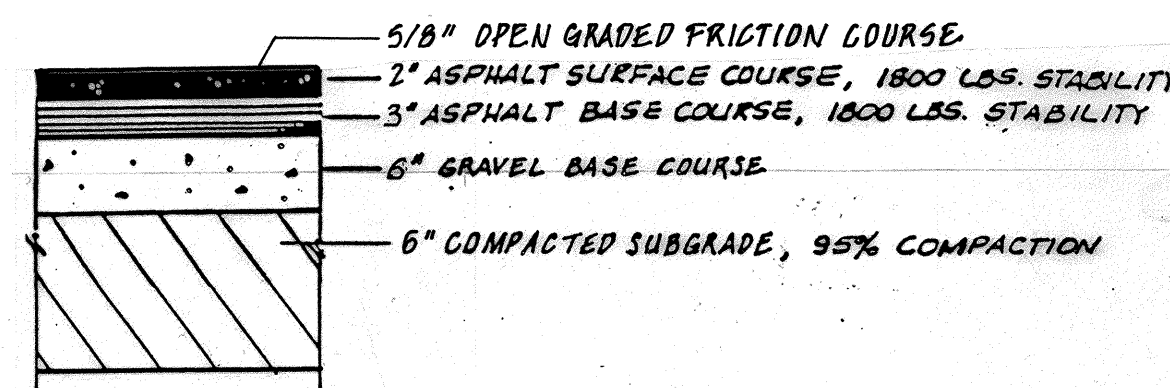 5/8" OPEN GRADED FRICTION COURSE
2" ASPHALT SURFACE COURSE, 1800 LBS. STABILITY
3" ASPHALT BASE COURSE, 1800 LBS. STABILITY
6" GRAVEL BASE COURSE
6" COMPACTED SUBGRADE, 95% COMPACTION